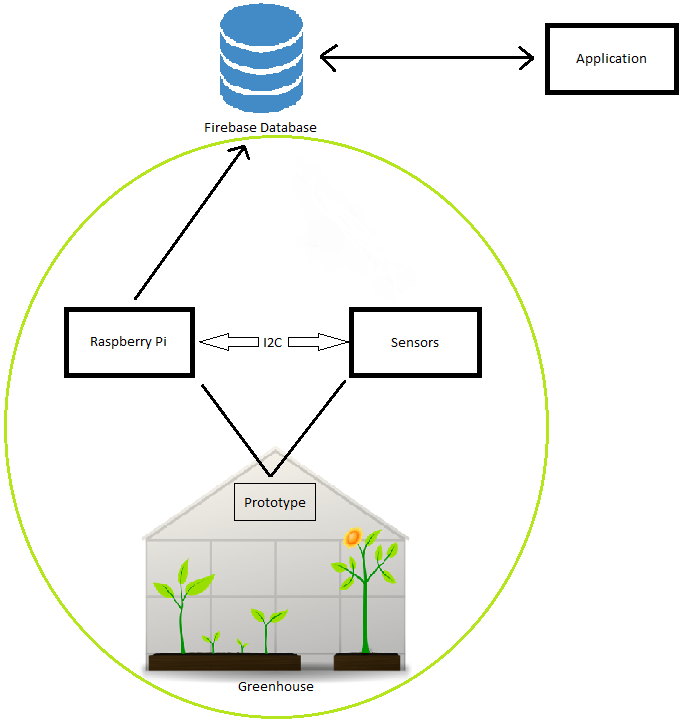 Application
Firebase Database
Raspberry Pi
I2C
Sensors
Prototype
Greenhouse